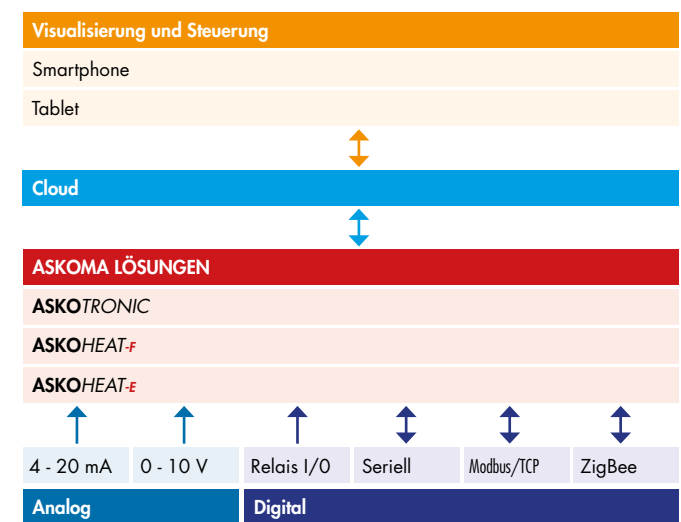 Visualisierung und Steuerung
Smartphone
Tablet
Cloud
ASKOMA LÖSUNGEN
ASKOTRONIC
ASKOHEAT-F
ASKOHEAT-E
4 - 20 mA 0 - 10 V Relais I/0 Seriell Modbus/TCP ZigBee
Analog Digital